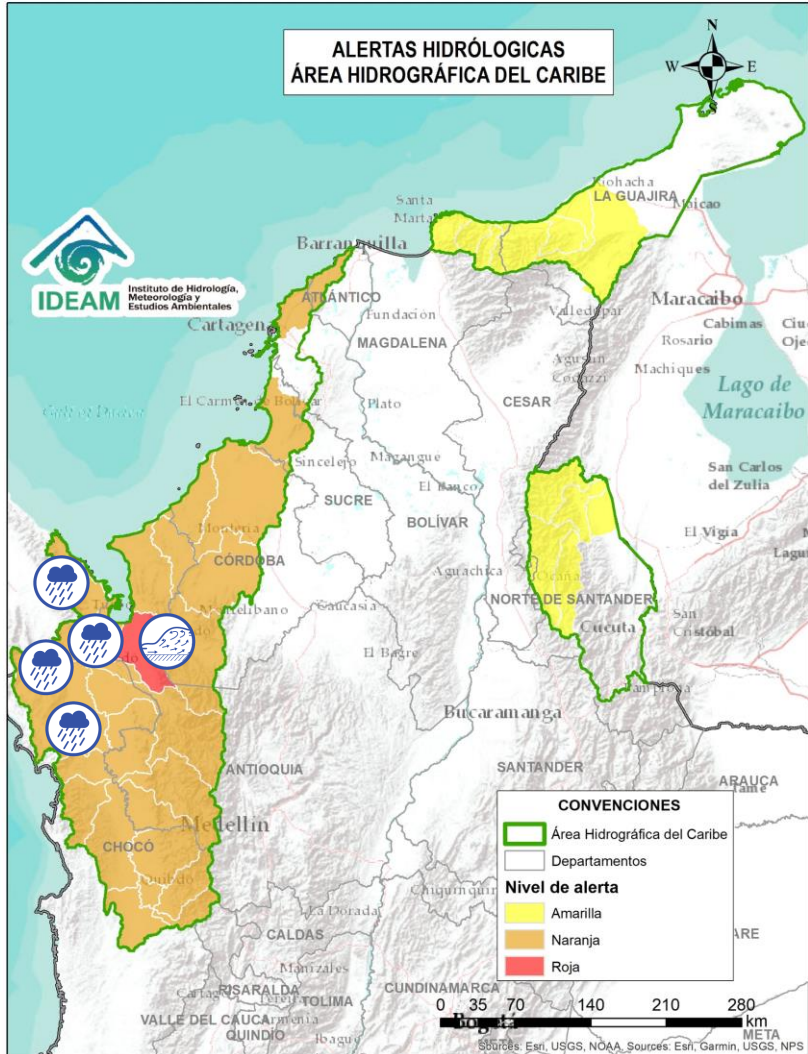 ALERTAS HIDRÓLOGICAS
ÁREA HIDROGRÁFICA DEL CARIBE
N
W
E
S
IDEAM
Instituto de Hidrología,
Meteorología y
Estudios Ambientales
Riohacha
LA GUAJIRA
Maicao
Santa
Marta
Barranquilla
ATLÁNTICO
Cartagen
Fundación
MAGDALENA
Valledupar
Maracaibo
Cabimas
Rosario
Machiques
Agustín
Codazzi
CESAR
Lago de
Maracaibo
El Carmen de Bolívar
Plato
Sincelejo
Magangue
SUCRE
El Banco
BOLÍVAR
San Carlos
del Zulia
El Vigía
Montería
CÓRDOBA
Aguachica
Ocaña
NORTE DE SANTANDER
Cucuta
San
Cristóbal
Caucasia
El Bagre
Bucaramanga
SANTANDER
ANTIOQUIA
Medellín
CHOCÓ
Quibdó
ARAUCA
La Dorada
CALDAS
Manizales
RISARALDA
TOLIMA
CUNDINAMARCA
VALLE DEL CAUCA
Armenia
QUINDÍO
Ibague
Bogotá
META
CONVENCIONES
Área Hidrográfica del Caribe
Departamentos
Nivel de alerta
Amarilla
Naranja
Roja
0 35 70 140 210 280
km
Sources: Esri, USGS, NOAA, Sources: Esri, Garmin, USGS, NPS